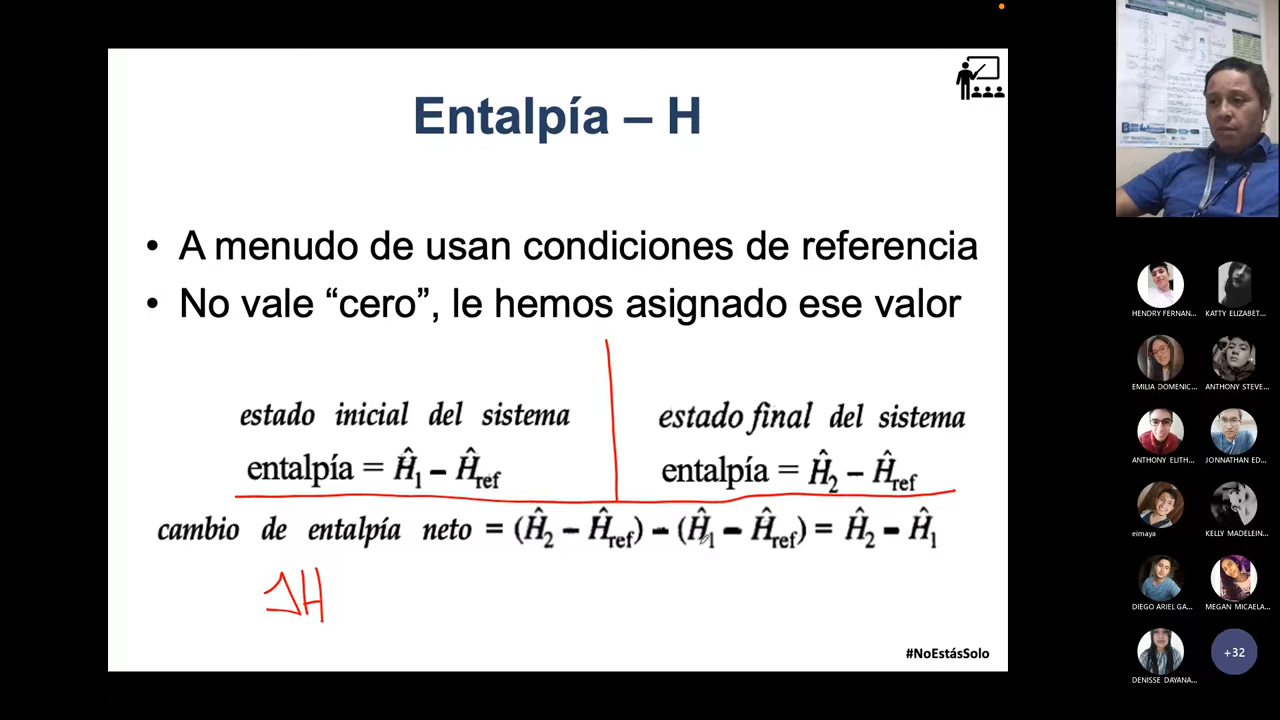 Entalpía – H
• A menudo de usan condiciones de referencia
• No vale “cero”, le hemos asignado ese valor
estado inicial del sistema
entalpía = Ĥ₁ – Ĥref
estado final del sistema
entalpía = Ĥ₂ – Ĥref
cambio de entalpía neto = (Ĥ₂ – Ĥref) – (Ĥ₁ – Ĥref) = Ĥ₂ – Ĥ₁
ΔH
#NoEstásSolo
HENDRY FERNAN...
KATTY ELIZABET...
EMILIA DOMENIC...
ANTHONY STEVE...
ANTHONY ELITH...
JONNATHAN ED...
eimaya
KELLY MADELEIN...
DIEGO ARIEL GA...
MEGAN MICAELA...
DENISSE DAYANA...
+32